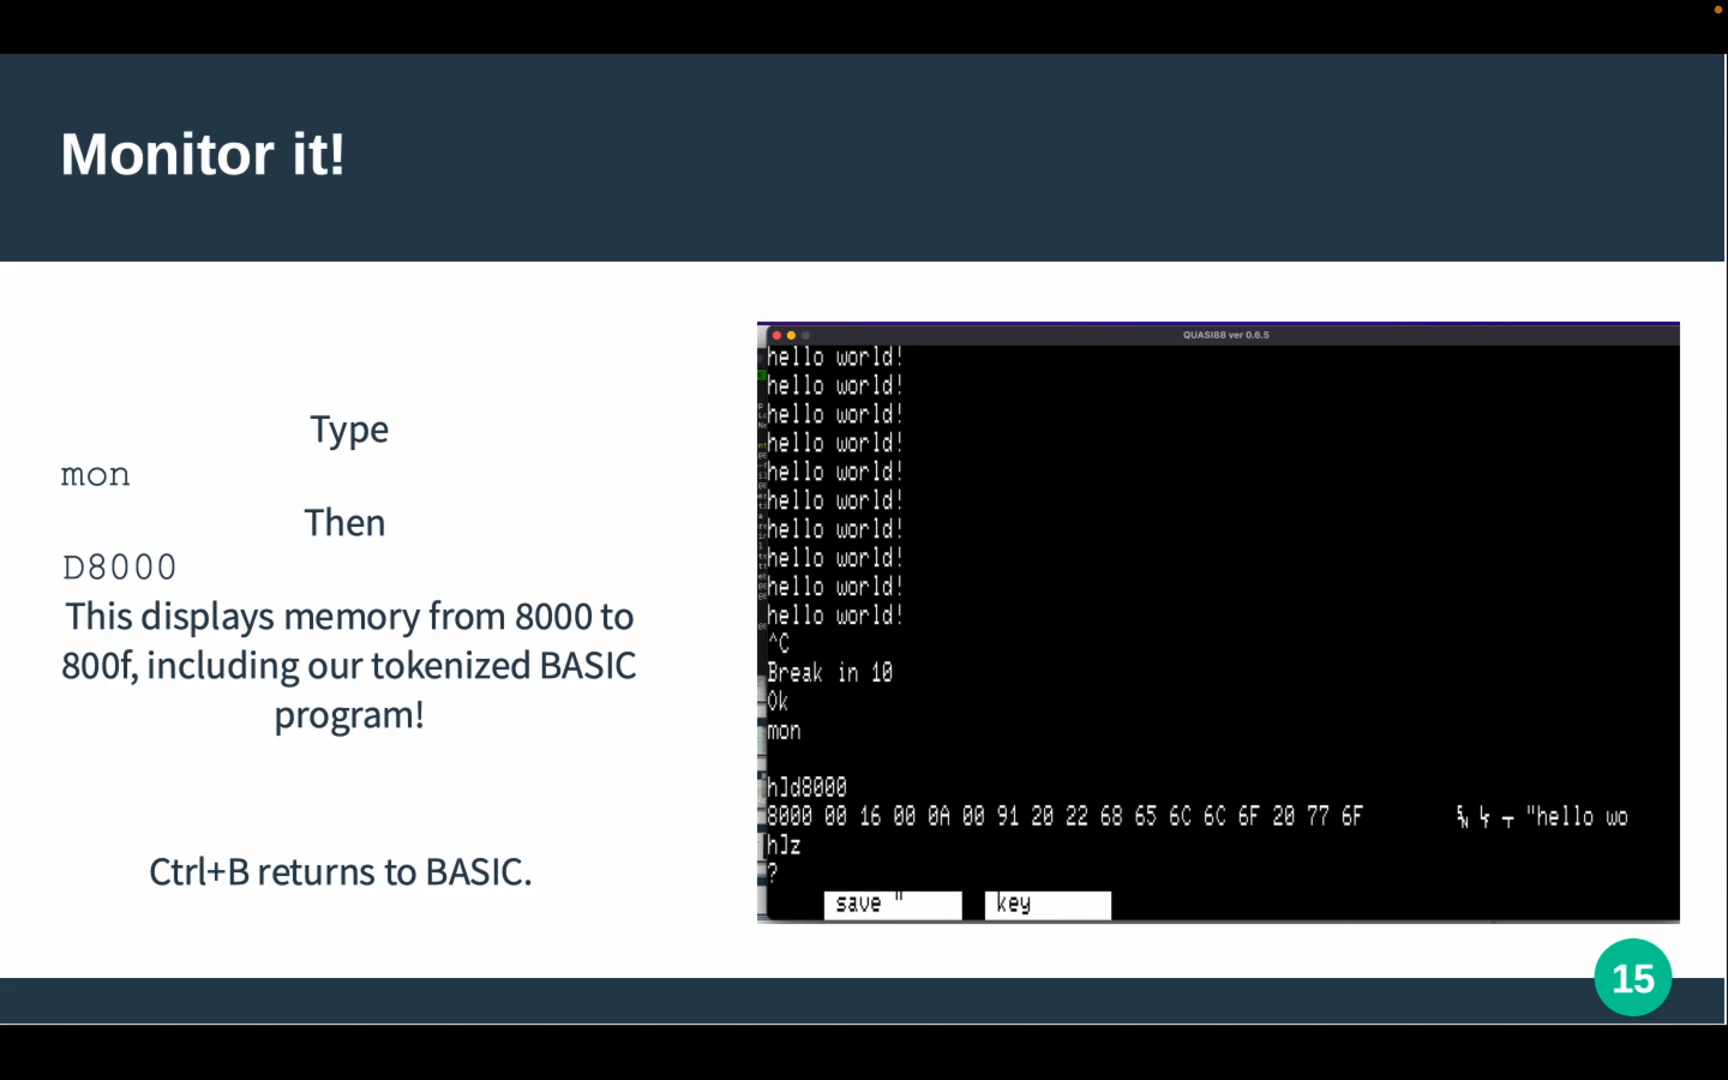 Monitor it!
Type
mon
Then
D8000
This displays memory from 8000 to
800f, including our tokenized BASIC
program!
Ctrl+B returns to BASIC.
QUASI88 ver 0.6.5
hello world!
hello world!
hello world!
hello world!
hello world!
hello world!
hello world!
hello world!
hello world!
hello world!
^C
Break in 10
Ok
mon
h]d8000
8000 00 16 00 0A 00 91 20 22 68 65 6C 6C 6F 20 77 6F "hello wo
h]z
?
save " key
15